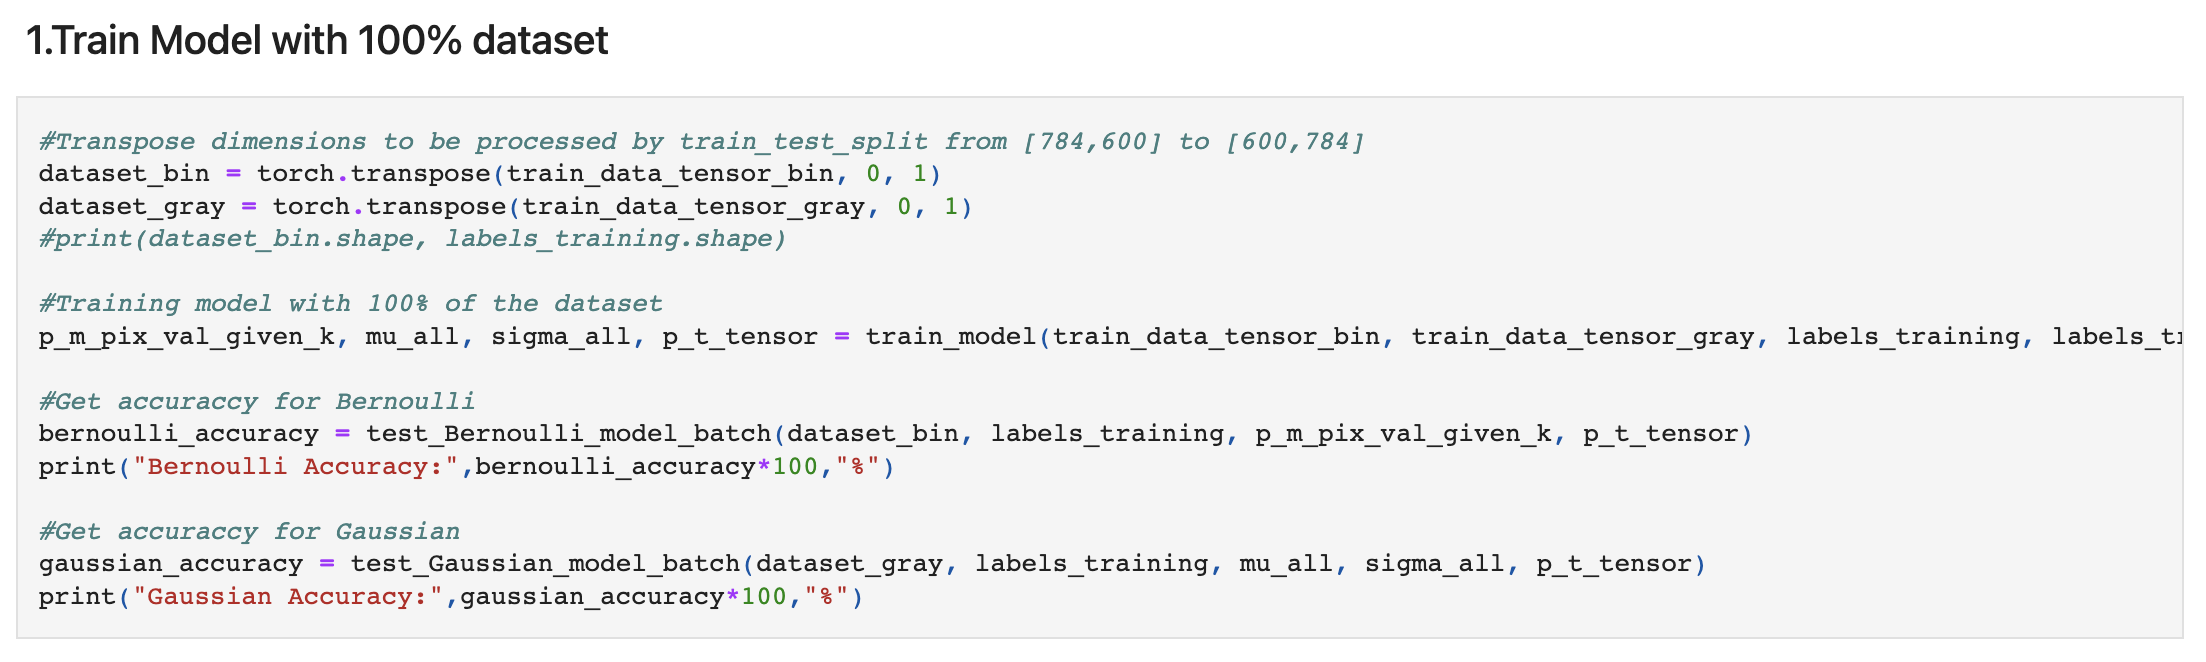 1.Train Model with 100% dataset
#Transpose dimensions to be processed by train_test_split from [784,600] to [600,784]
dataset_bin = torch.transpose(train_data_tensor_bin, 0, 1)
dataset_gray = torch.transpose(train_data_tensor_gray, 0, 1)
#print(dataset_bin.shape, labels_training.shape)
#Training model with 100% of the dataset
p_m_pix_val_given_k, mu_all, sigma_all, p_t_tensor = train_model(train_data_tensor_bin, train_data_tensor_gray, labels_training,
#Get accuraccy for Bernoulli
bernoulli_accuracy = test_Bernoulli_model_batch(dataset_bin, labels_training, p_m_pix_val_given_k, p_t_tensor)
print("Bernoulli Accuracy:",bernoulli_accuracy*100,"%")
#Get accuraccy for Gaussian
gaussian_accuracy = test_Gaussian_model_batch(dataset_gray, labels_training, mu_all, sigma_all, p_t_tensor)
print("Gaussian Accuracy:",gaussian_accuracy*100,"%")